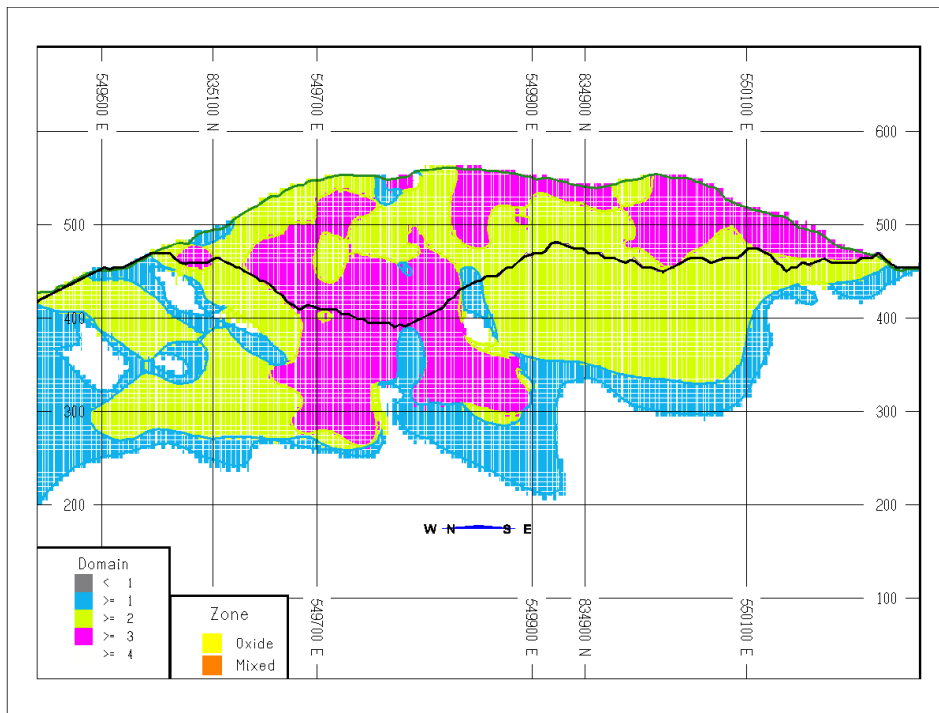 549500 E
835100 N
549700 E
549900 E
834900 N
550100 E
600
500
500
400
400
300
300
200
200
W N S E
100
549700 E
549900 E
834900 N
550100 E
Domain
< 1
>= 1
>= 2
>= 3
>= 4
Zone
Oxide
Mixed